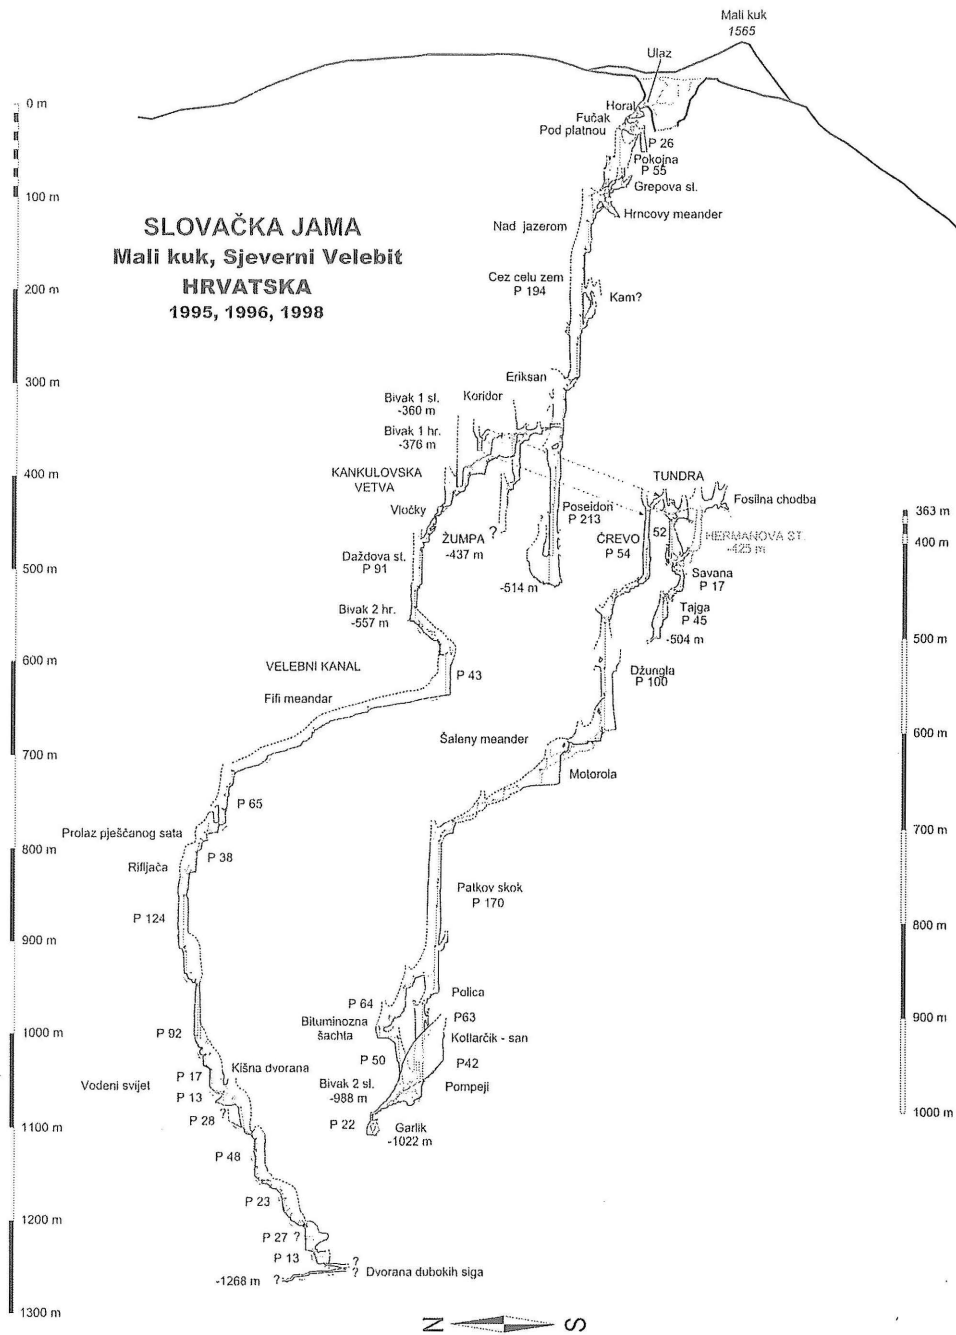 Mali kuk
1565
Ulaz
0 m
Horal
Fučak
Pod platnou
P 26
Pokojna
P 55
Grepova sl.
100 m
Hrncovy meander
SLOVAČKA JAMA
Mali kuk, Sjeverni Velebit
HRVATSKA
1995, 1996, 1998
Nad jazerom
Cez celu zem
P 194
200 m
Kam?
300 m
Eriksan
Bivak 1 sl.
-360 m
Koridor
Bivak 1 hr.
-376 m
400 m
KANKULOVSKA
VETVA
TUNDRA
Fosilna chodba
Vločky
ŽUMPA
-437 m
?
Poseidon
P 213
ČREVO
P 54
52
HERMANOVA ST.
-425 m
363 m
400 m
Daždova sl.
P 91
500 m
-514 m
Savana
P 17
Tajga
P 45
-504 m
Bivak 2 hr.
-557 m
500 m
VELEBNI KANAL
600 m
P 43
Džungla
P 100
Fifi meandar
Šaleny meander
600 m
700 m
Motorola
P 65
Prolaz pješčanog sata
700 m
P 38
800 m
Rifljača
Patkov skok
P 170
P 124
800 m
900 m
P 64
Polica
P63
Bituminozna
šachta
Kollarčik - san
900 m
P 92
1000 m
P 50
P42
P 17
Kišna dvorana
Vodeni svijet
P 13
Bivak 2 sl.
-988 m
Pompeji
?
P 28
P 22
Garlik
-1022 m
1000 m
1100 m
P 48
P 23
1200 m
P 27
?
P 13
?
?
Dvorana dubokih siga
-1268 m
?
1300 m
N
S